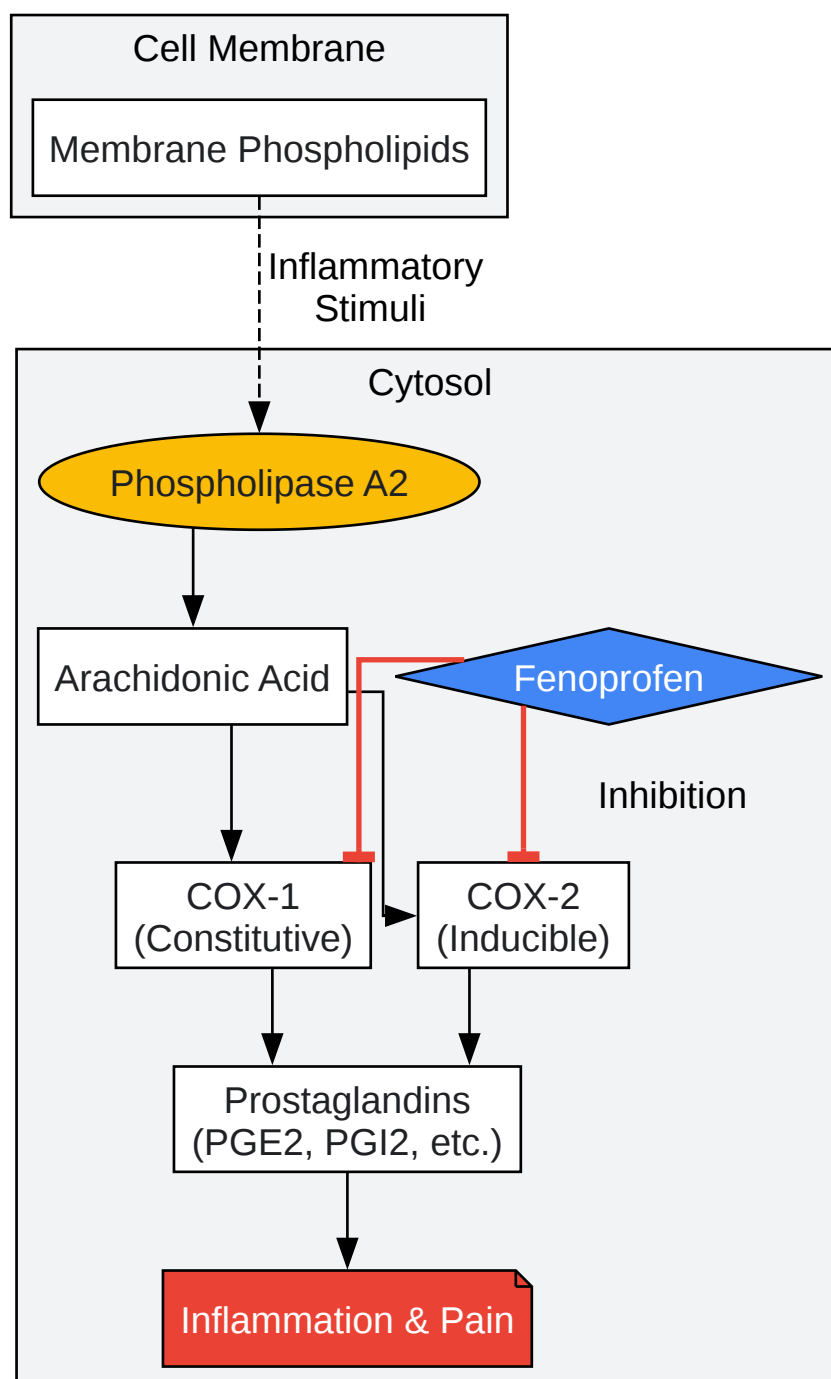 Cell Membrane
Membrane Phospholipids
Inflammatory
Stimuli
Cytosol
Phospholipase A2
Arachidonic Acid
Fenoprofen
Inhibition
COX-1
(Constitutive)
COX-2
(Inducible)
Prostaglandins
(PGE2, PGI2, etc.)
Inflammation & Pain